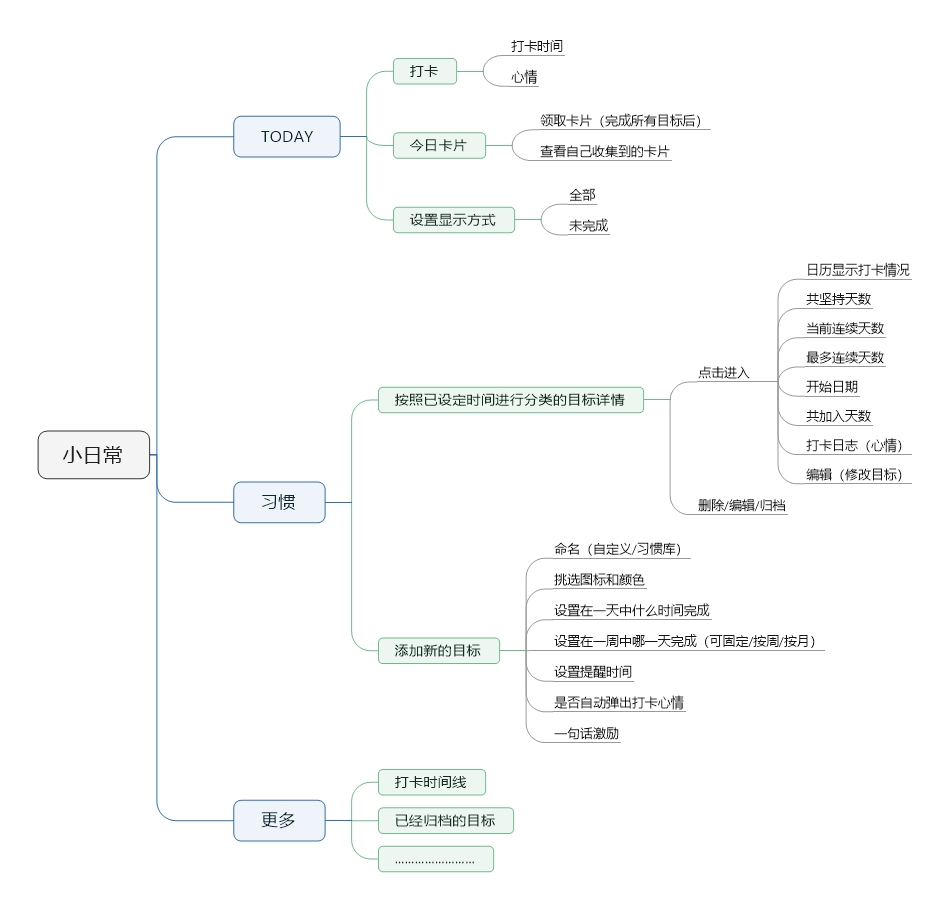 小日常
TODAY
打卡
打卡时间
心情
今日卡片
领取卡片（完成所有目标后）
查看自己收集到的卡片
设置显示方式
全部
未完成
习惯
按照已设定时间进行分类的目标详情
点击进入
日历显示打卡情况
共坚持天数
当前连续天数
最多连续天数
开始日期
共加入天数
打卡日志（心情）
编辑（修改目标）
删除/编辑/归档
添加新的目标
命名（自定义/习惯库）
挑选图标和颜色
设置在一天中什么时间完成
设置在一周中哪一天完成（可固定/按周/按月）
设置提醒时间
是否自动弹出打卡心情
一句话激励
更多
打卡时间线
已经归档的目标
........................